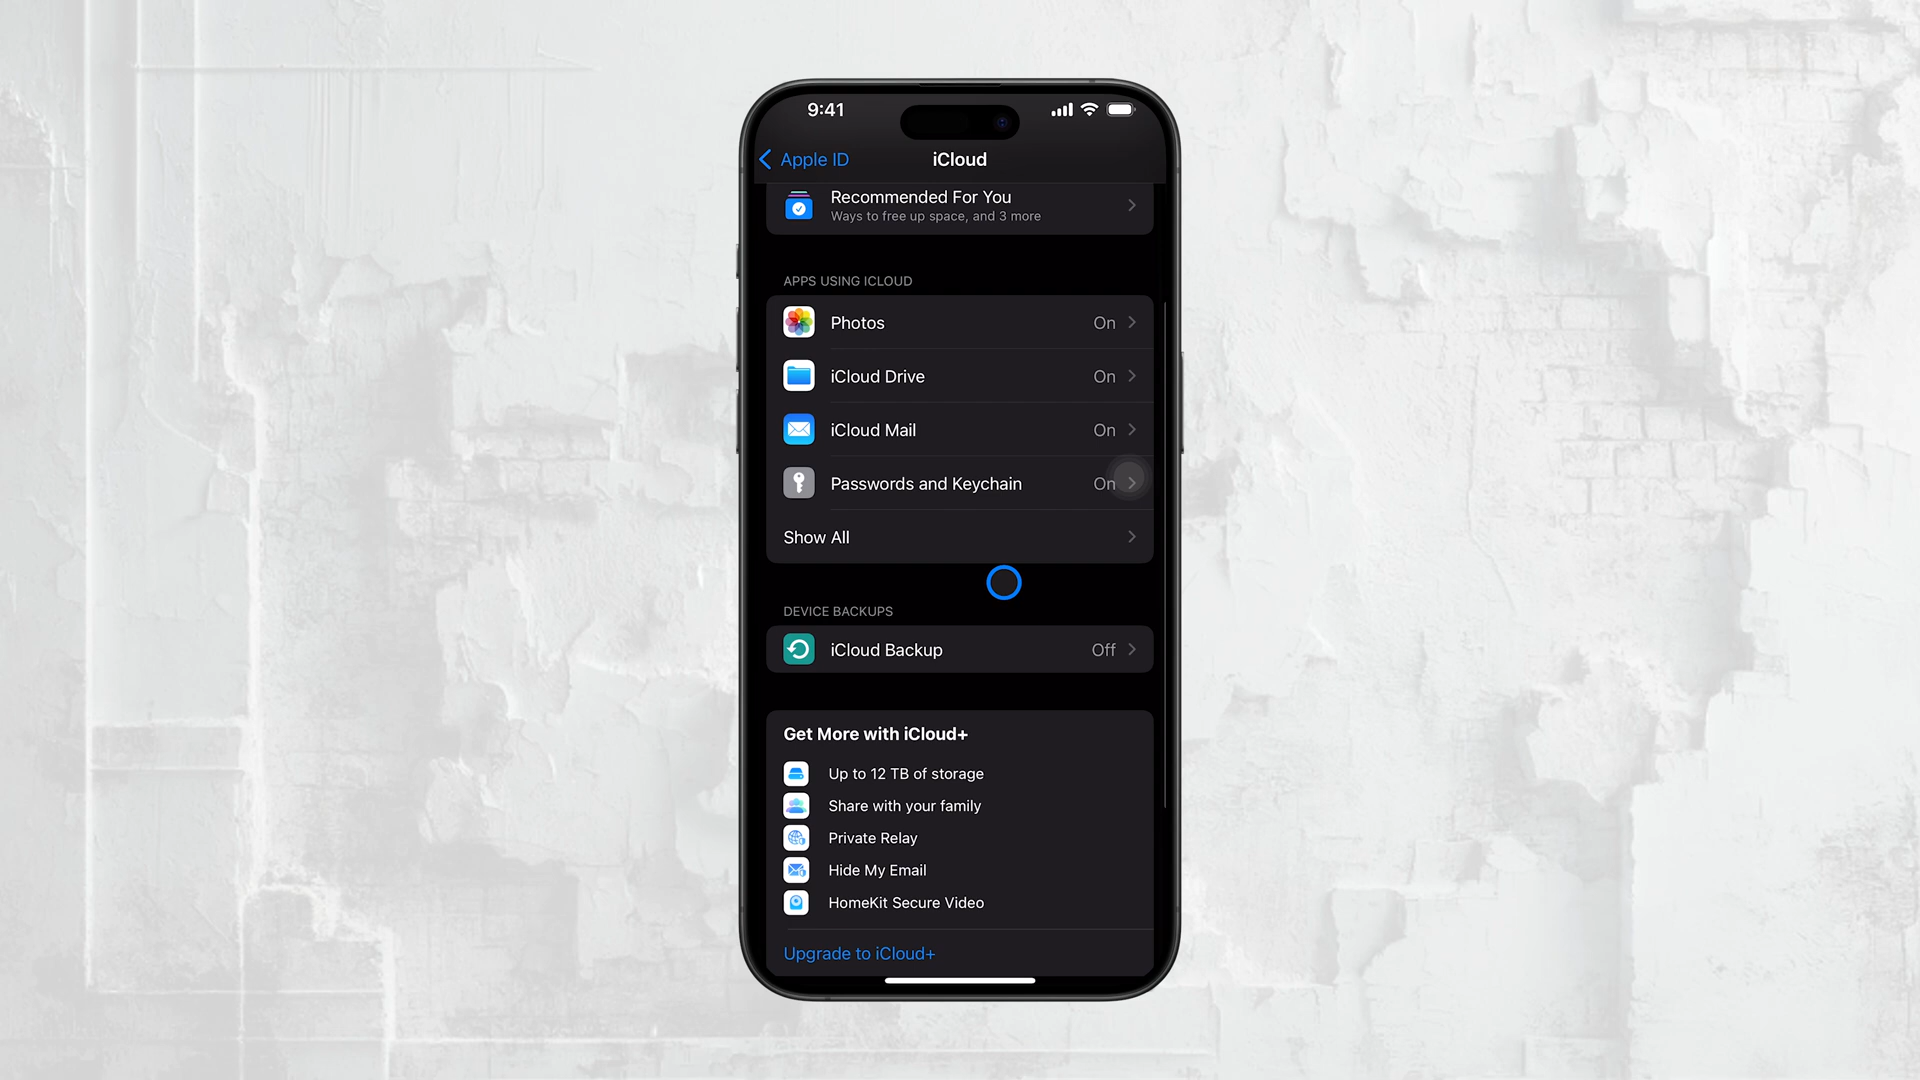 9:41
Apple ID
iCloud
Recommended For You
Ways to free up space, and 3 more
APPS USING ICLOUD
Photos
On
iCloud Drive
On
iCloud Mail
On
Passwords and Keychain
On
Show All
DEVICE BACKUPS
iCloud Backup
Off
Get More with iCloud+
Up to 12 TB of storage
Share with your family
Private Relay
Hide My Email
HomeKit Secure Video
Upgrade to iCloud+